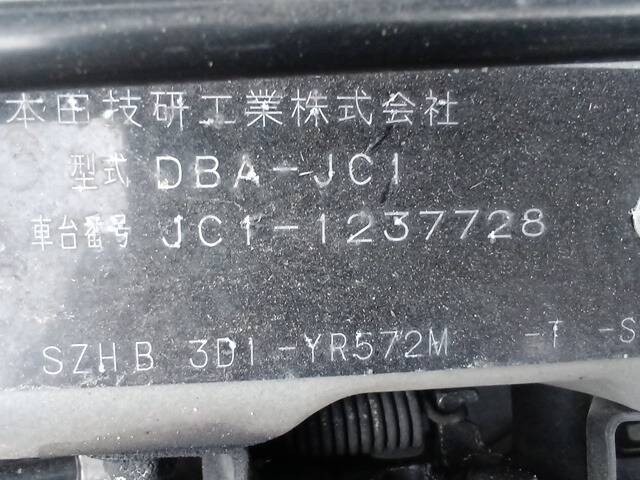 本田技研工業株式会社
型式 DBA-JC1
車台番号 JC1-1237728
SZHB 3D1-YR572M -T -S